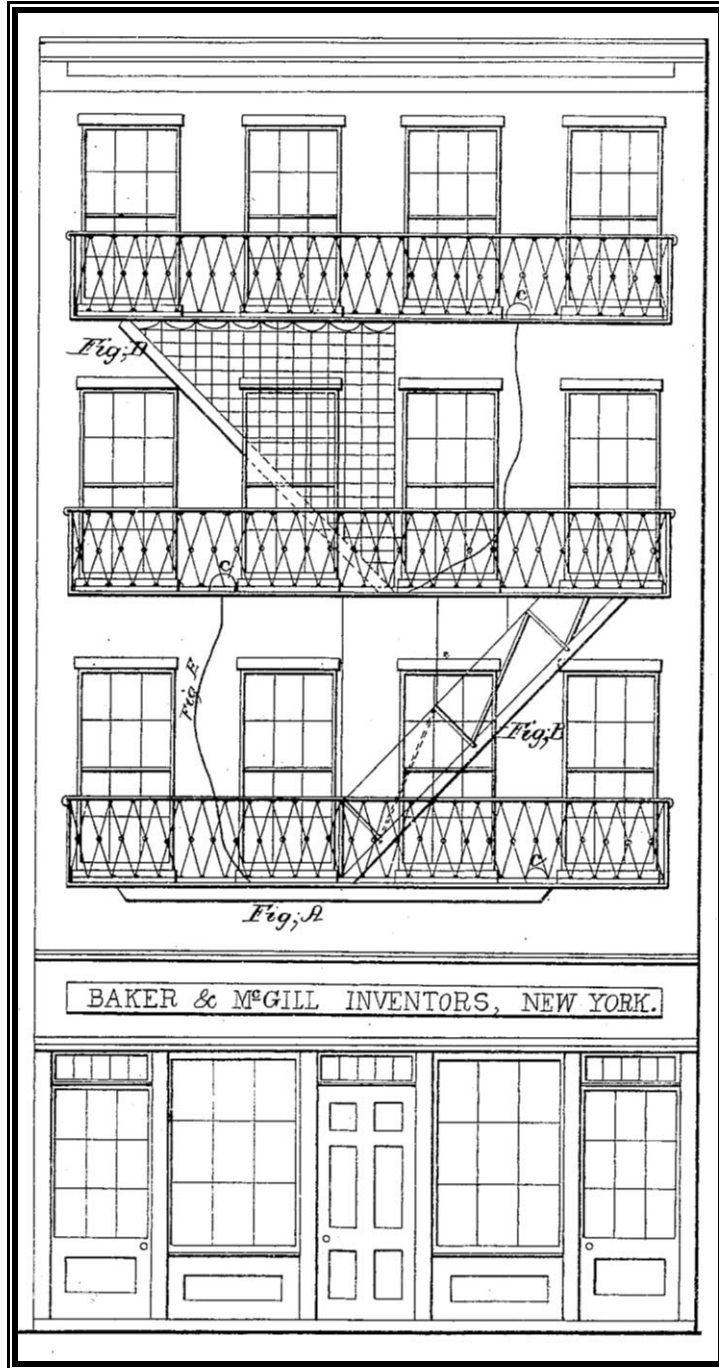 C
Fig; D
C
Fig E
Fig; B
C
Fig; A
BAKER & McGILL INVENTORS, NEW YORK.